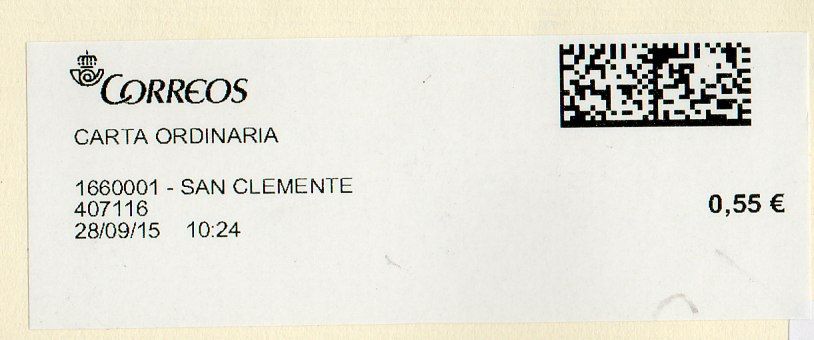 CORREOS
CARTA ORDINARIA
1660001 - SAN CLEMENTE
407116
28/09/15 10:24
0,55 €